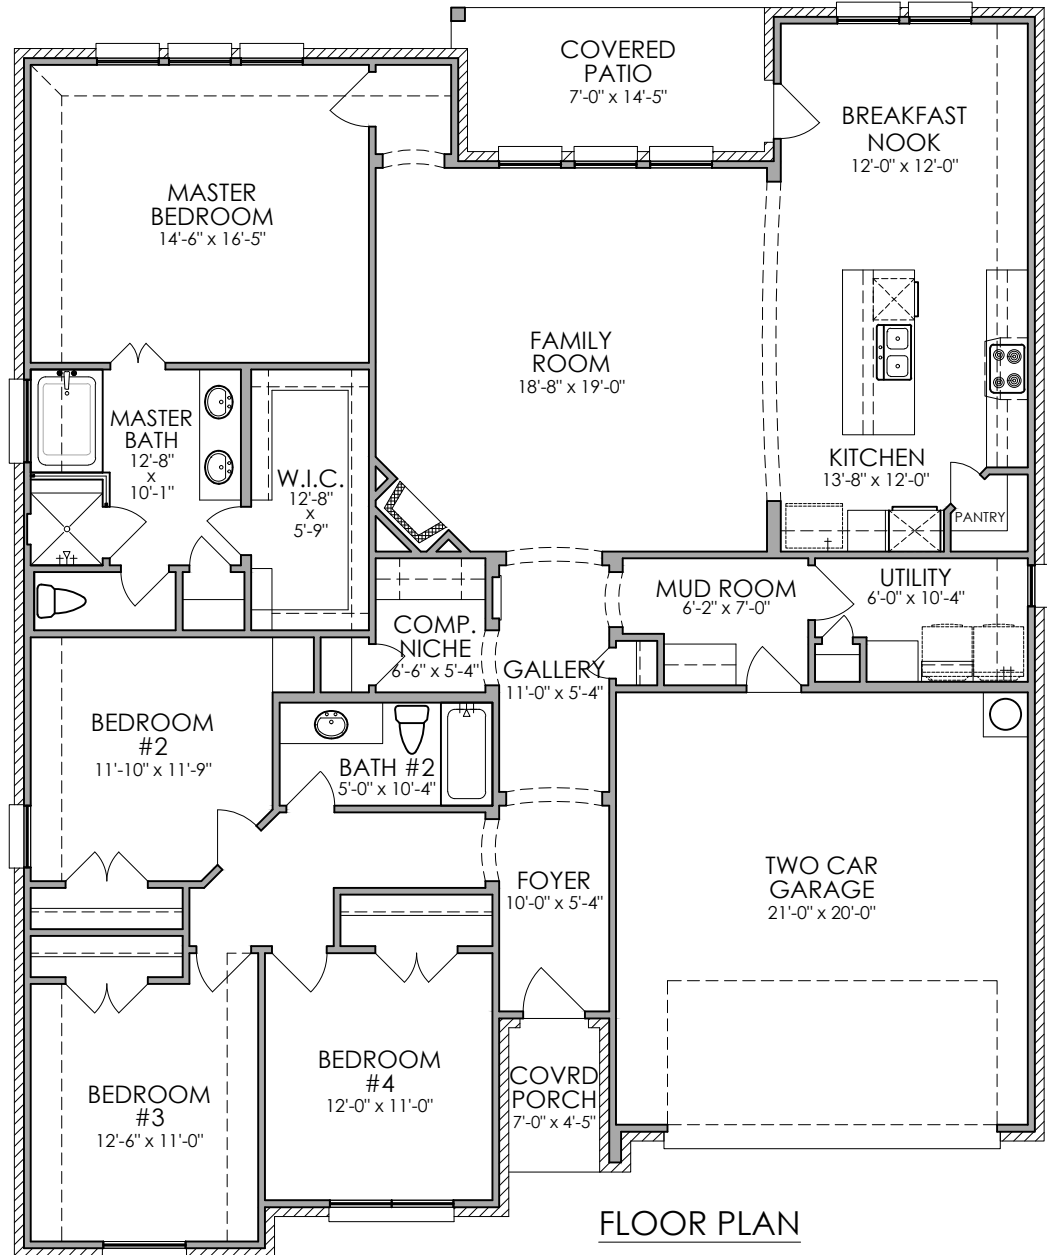 COVERED
PATIO
7'-0" x 14'-5"
BREAKFAST
NOOK
12'-0" x 12'-0"
MASTER
BEDROOM
14'-6" x 16'-5"
FAMILY
ROOM
18'-8" x 19'-0"
MASTER
BATH
12'-8"
x
10'-1"
W.I.C.
12'-8"
x
5'-9"
KITCHEN
13'-8" x 12'-0"
PANTRY
MUD ROOM
6'-2" x 7'-0"
UTILITY
6'-0" x 10'-4"
COMP.
NICHE
6'-6" x 5'-4"
GALLERY
11'-0" x 5'-4"
BEDROOM
#2
11'-10" x 11'-9"
BATH #2
5'-0" x 10'-4"
FOYER
10'-0" x 5'-4"
TWO CAR
GARAGE
21'-0" x 20'-0"
BEDROOM
#3
12'-6" x 11'-0"
BEDROOM
#4
12'-0" x 11'-0"
COVRD
PORCH
7'-0" x 4'-5"
FLOOR PLAN